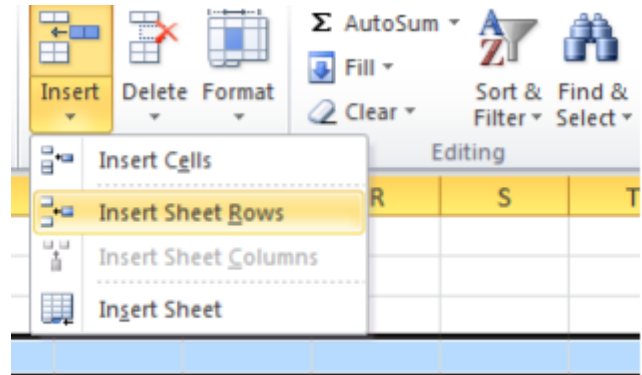 Insert Delete Format
Σ AutoSum
Fill
Clear
Sort & Filter
Find & Select
Editing
Insert Cells
Insert Sheet Rows
Insert Sheet Columns
Insert Sheet
R S T